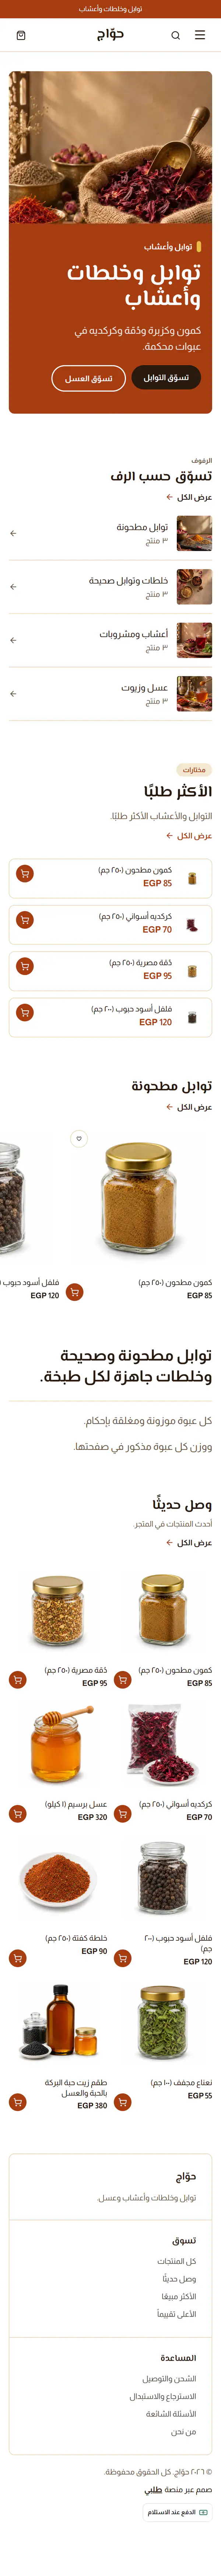 توابل وخلطات وأعشاب
حوّاج
توابل وأعشاب
توابل وخلطات
وأعشاب
كمون وكزبرة ودُقة وكركديه في
عبوات محكمة.
تسوّق التوابل
تسوّق العسل
الرفوف
تسوّق حسب الرف
عرض الكل
توابل مطحونة
٣ منتج
خلطات وتوابل صحيحة
٣ منتج
أعشاب ومشروبات
٣ منتج
عسل وزيوت
٣ منتج
مختارات
الأكثر طلبًا
التوابل والأعشاب الأكثر طلبًا.
عرض الكل
كمون مطحون (٢٥٠ جم)
EGP 85
كركديه أسواني (٢٥٠ جم)
EGP 70
دُقة مصرية (٢٥٠ جم)
EGP 95
فلفل أسود حبوب (٢٠٠ جم)
EGP 120
توابل مطحونة
عرض الكل
كمون مطحون (٢٥٠ جم)
EGP 85
فلفل أسود حبوب (
EGP 120
توابل مطحونة وصحيحة
وخلطات جاهزة لكل طبخة.
كل عبوة موزونة ومغلقة بإحكام.
ووزن كل عبوة مذكور في صفحتها.
وصل حديثًا
أحدث المنتجات في المتجر.
عرض الكل
كمون مطحون (٢٥٠ جم)
EGP 85
دُقة مصرية (٢٥٠ جم)
EGP 95
كركديه أسواني (٢٥٠ جم)
EGP 70
عسل برسيم (١ كيلو)
EGP 320
فلفل أسود حبوب (٢٠٠
جم)
EGP 120
خلطة كفتة (٢٥٠ جم)
EGP 90
نعناع مجفف (١٠٠ جم)
EGP 55
طقم زيت حبة البركة
بالحبة والعسل
EGP 380
حوّاج
توابل وخلطات وأعشاب وعسل.
تسوق
كل المنتجات
وصل حديثًا
الأكثر مبيعًا
الأعلى تقييماً
المساعدة
الشحن والتوصيل
الاسترجاع والاستبدال
الأسئلة الشائعة
من نحن
© ٢٠٢٦ حوّاج. كل الحقوق محفوظة.
صمم عبر منصة طلبي
الدفع عند الاستلام